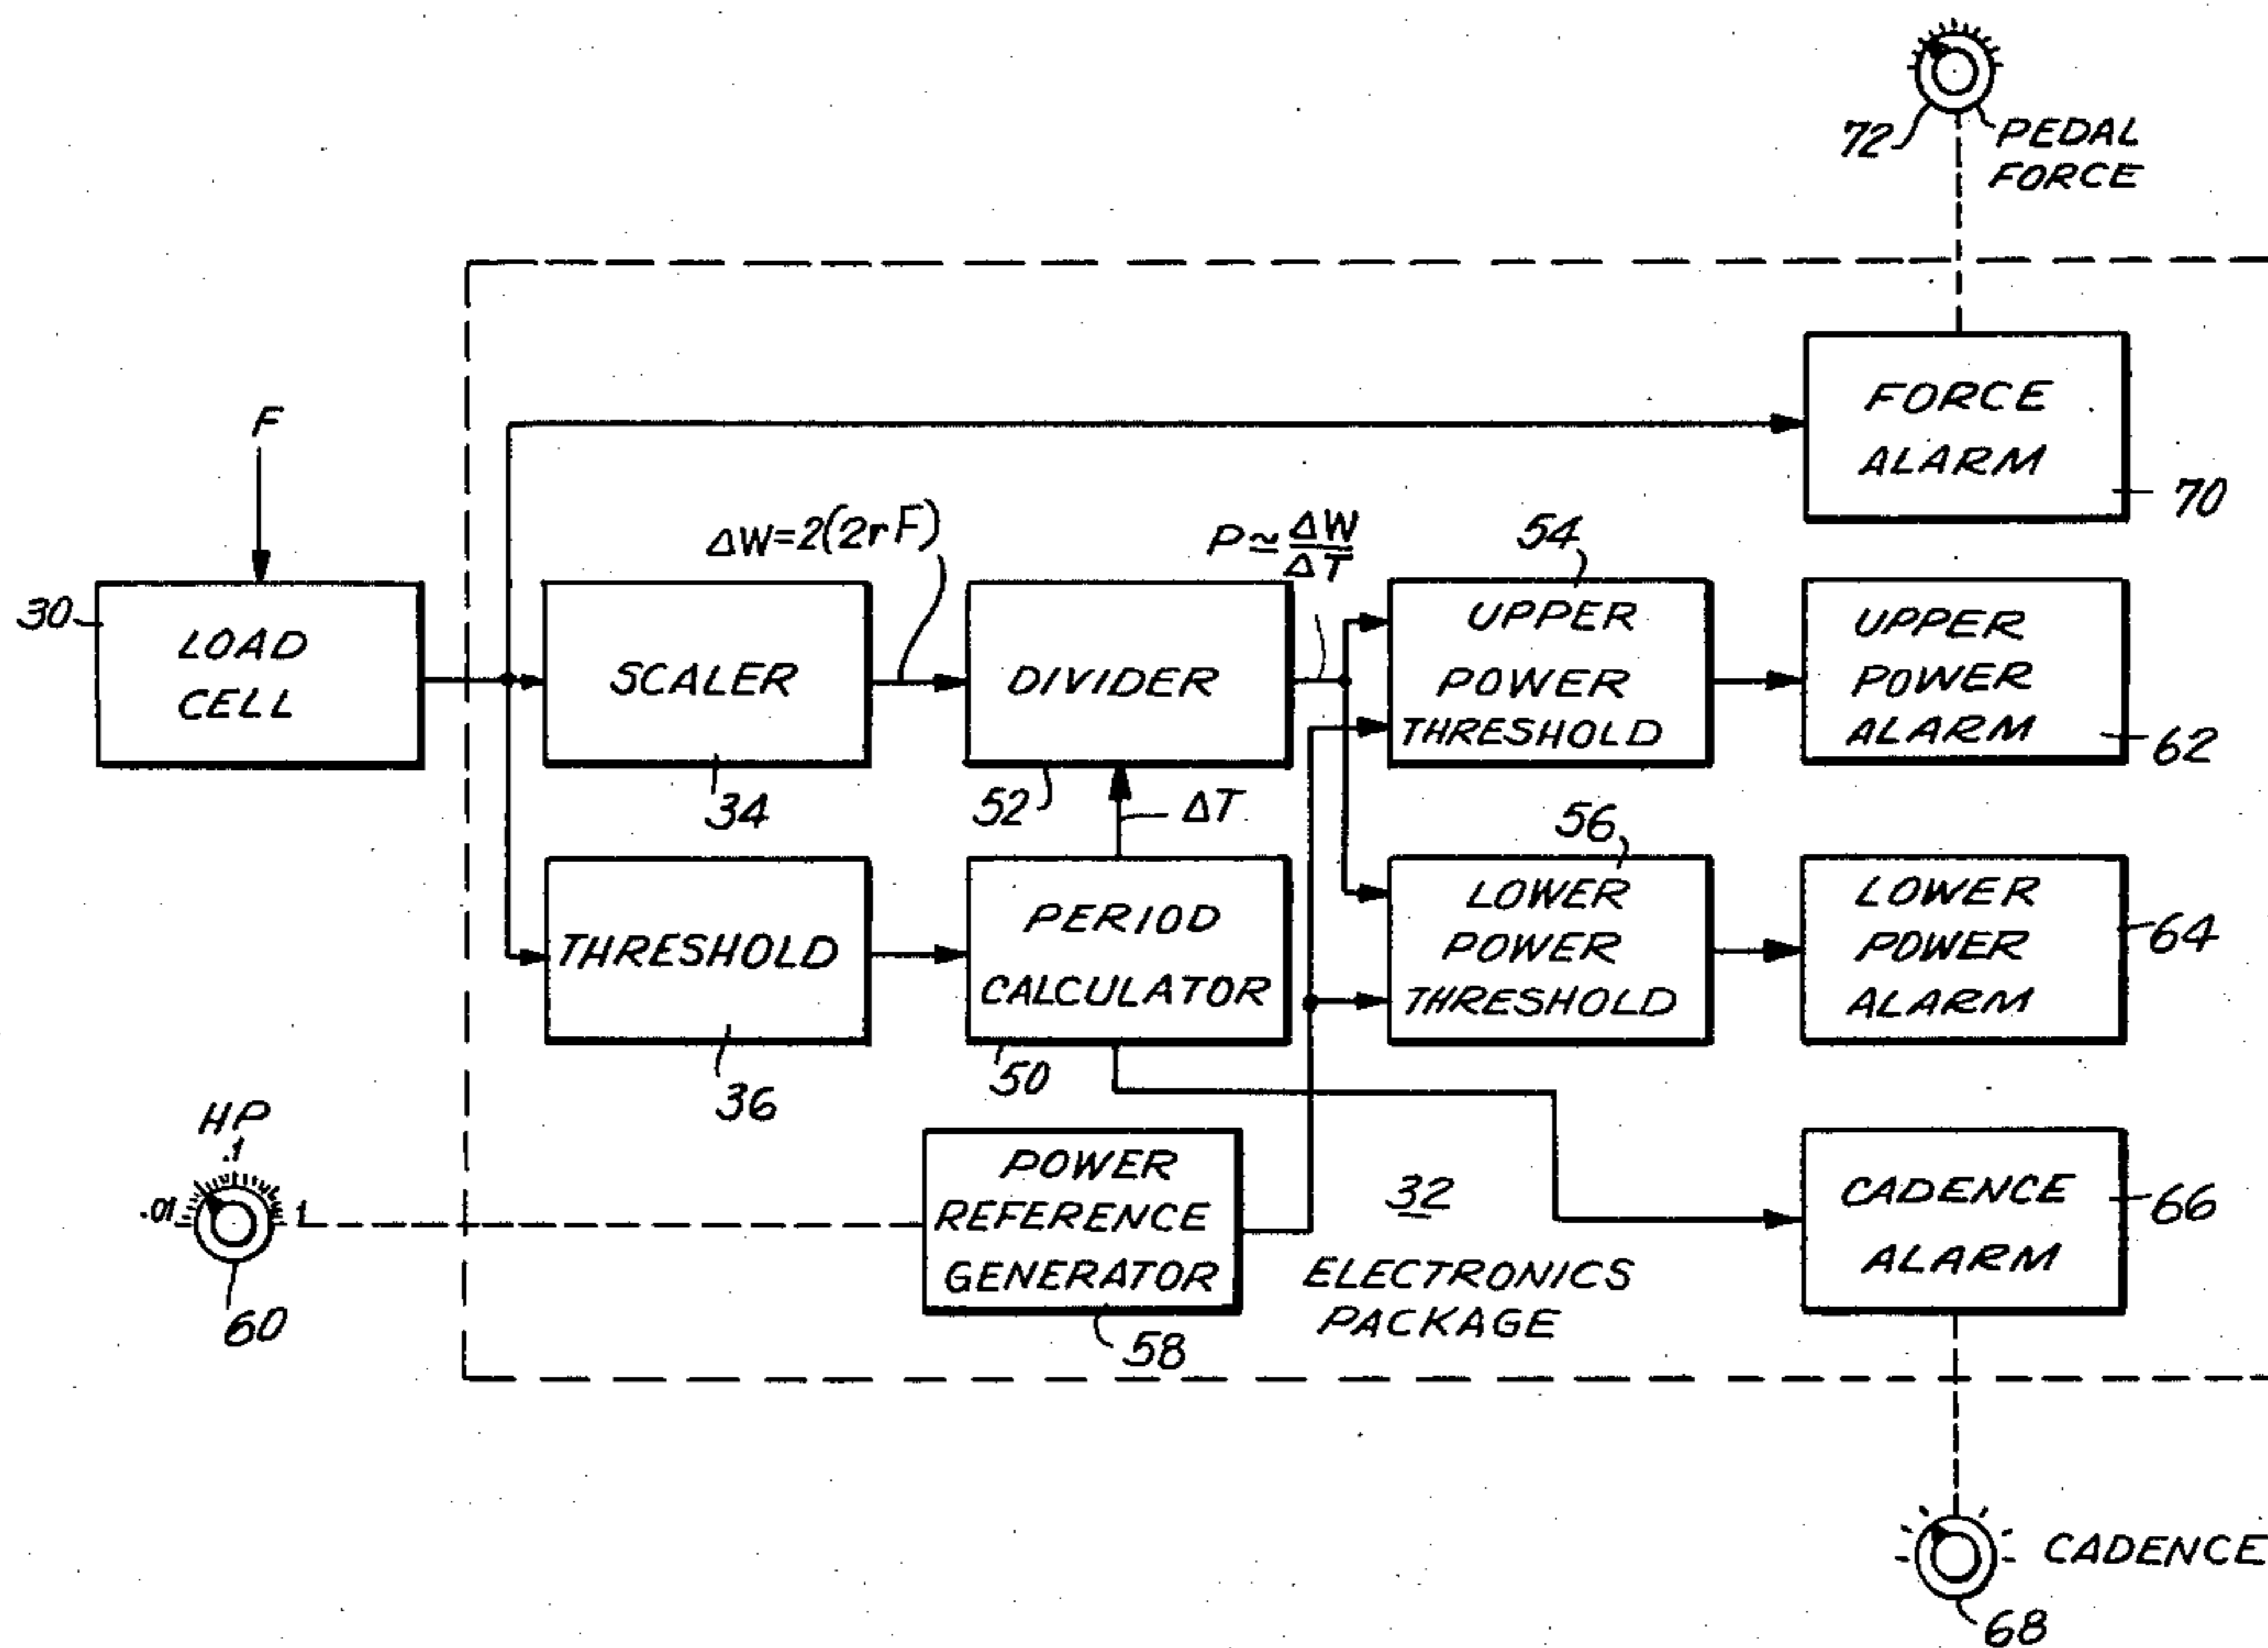 72
PEDAL
FORCE
F
FORCE
ALARM
70
ΔW=2(2rF)
P≃ΔW/ΔT
54
30
LOAD
CELL
SCALER
34
DIVIDER
52
UPPER
POWER
THRESHOLD
UPPER
POWER
ALARM
62
ΔT
56
THRESHOLD
36
PERIOD
CALCULATOR
50
LOWER
POWER
THRESHOLD
LOWER
POWER
ALARM
64
HP
.1
.01
1
60
POWER
REFERENCE
GENERATOR
58
32
ELECTRONICS
PACKAGE
CADENCE
ALARM
66
CADENCE
68